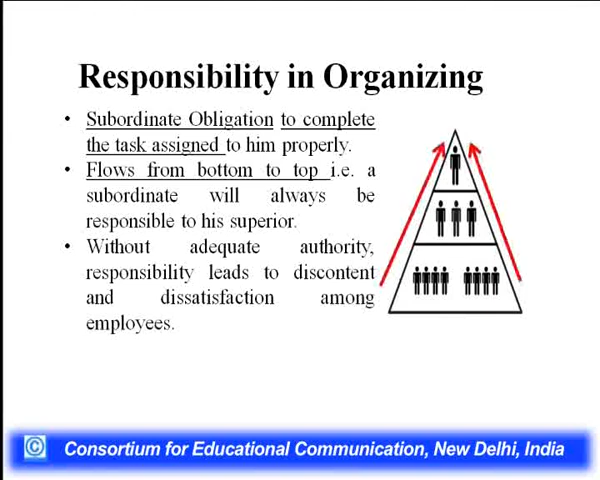 Responsibility in Organizing
• Subordinate Obligation to complete
the task assigned to him properly.
• Flows from bottom to top i.e. a
subordinate will always be
responsible to his superior.
• Without adequate authority,
responsibility leads to discontent
and dissatisfaction among
employees.
© Consortium for Educational Communication, New Delhi, India